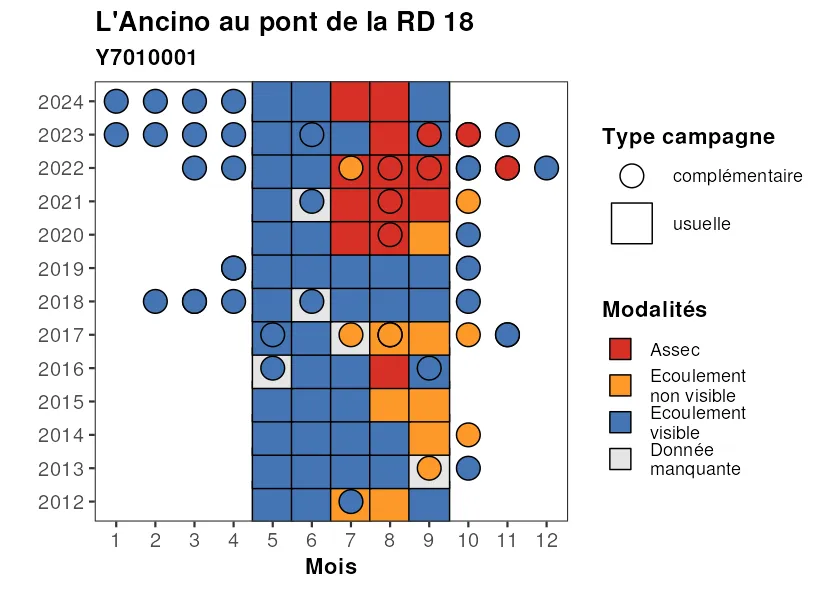 L'Ancino au pont de la RD 18
Y7010001
2024
2023
2022
2021
2020
2019
2018
2017
2016
2015
2014
2013
2012
1 2 3 4 5 6 7 8 9 10 11 12
Mois
Type campagne
complémentaire
usuelle
Modalités
Assec
Ecoulement
non visible
Ecoulement
visible
Donnée
manquante